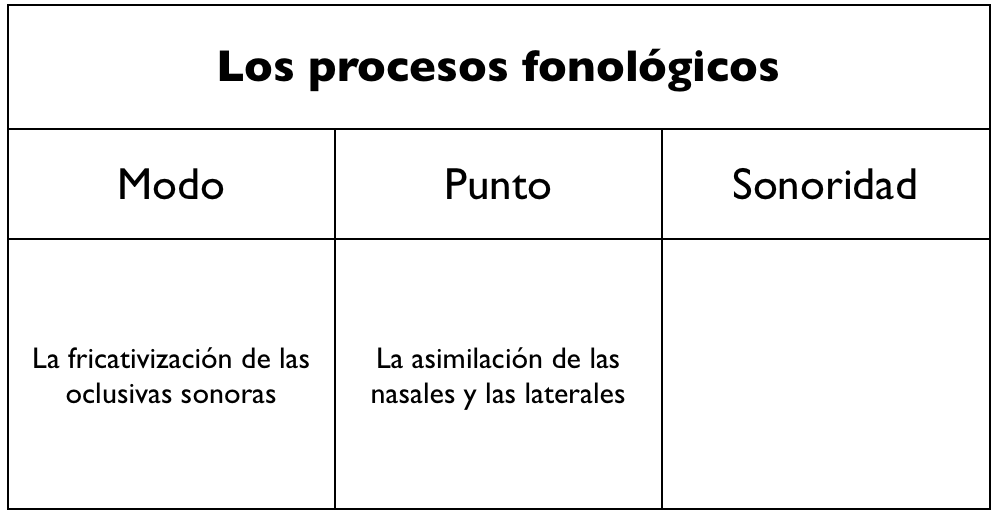 Los procesos fonológicos
Modo
Punto
Sonoridad
La fricativización de las
oclusivas sonoras
La asimilación de las
nasales y las laterales